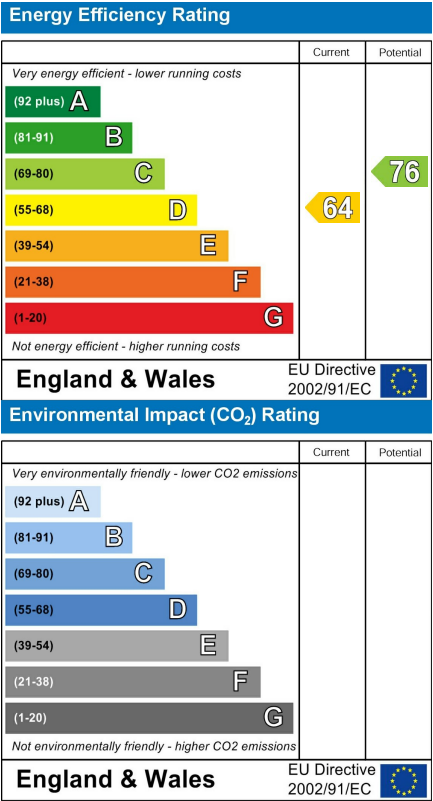 Energy Efficiency Rating
Current Potential
Very energy efficient - lower running costs
(92 plus) A
(81-91) B
(69-80) C
76
(55-68) D
64
(39-54) E
(21-38) F
(1-20) G
Not energy efficient - higher running costs
England & Wales
EU Directive
2002/91/EC
Environmental Impact (CO₂) Rating
Current Potential
Very environmentally friendly - lower CO2 emissions
(92 plus) A
(81-91) B
(69-80) C
(55-68) D
(39-54) E
(21-38) F
(1-20) G
Not environmentally friendly - higher CO2 emissions
England & Wales
EU Directive
2002/91/EC